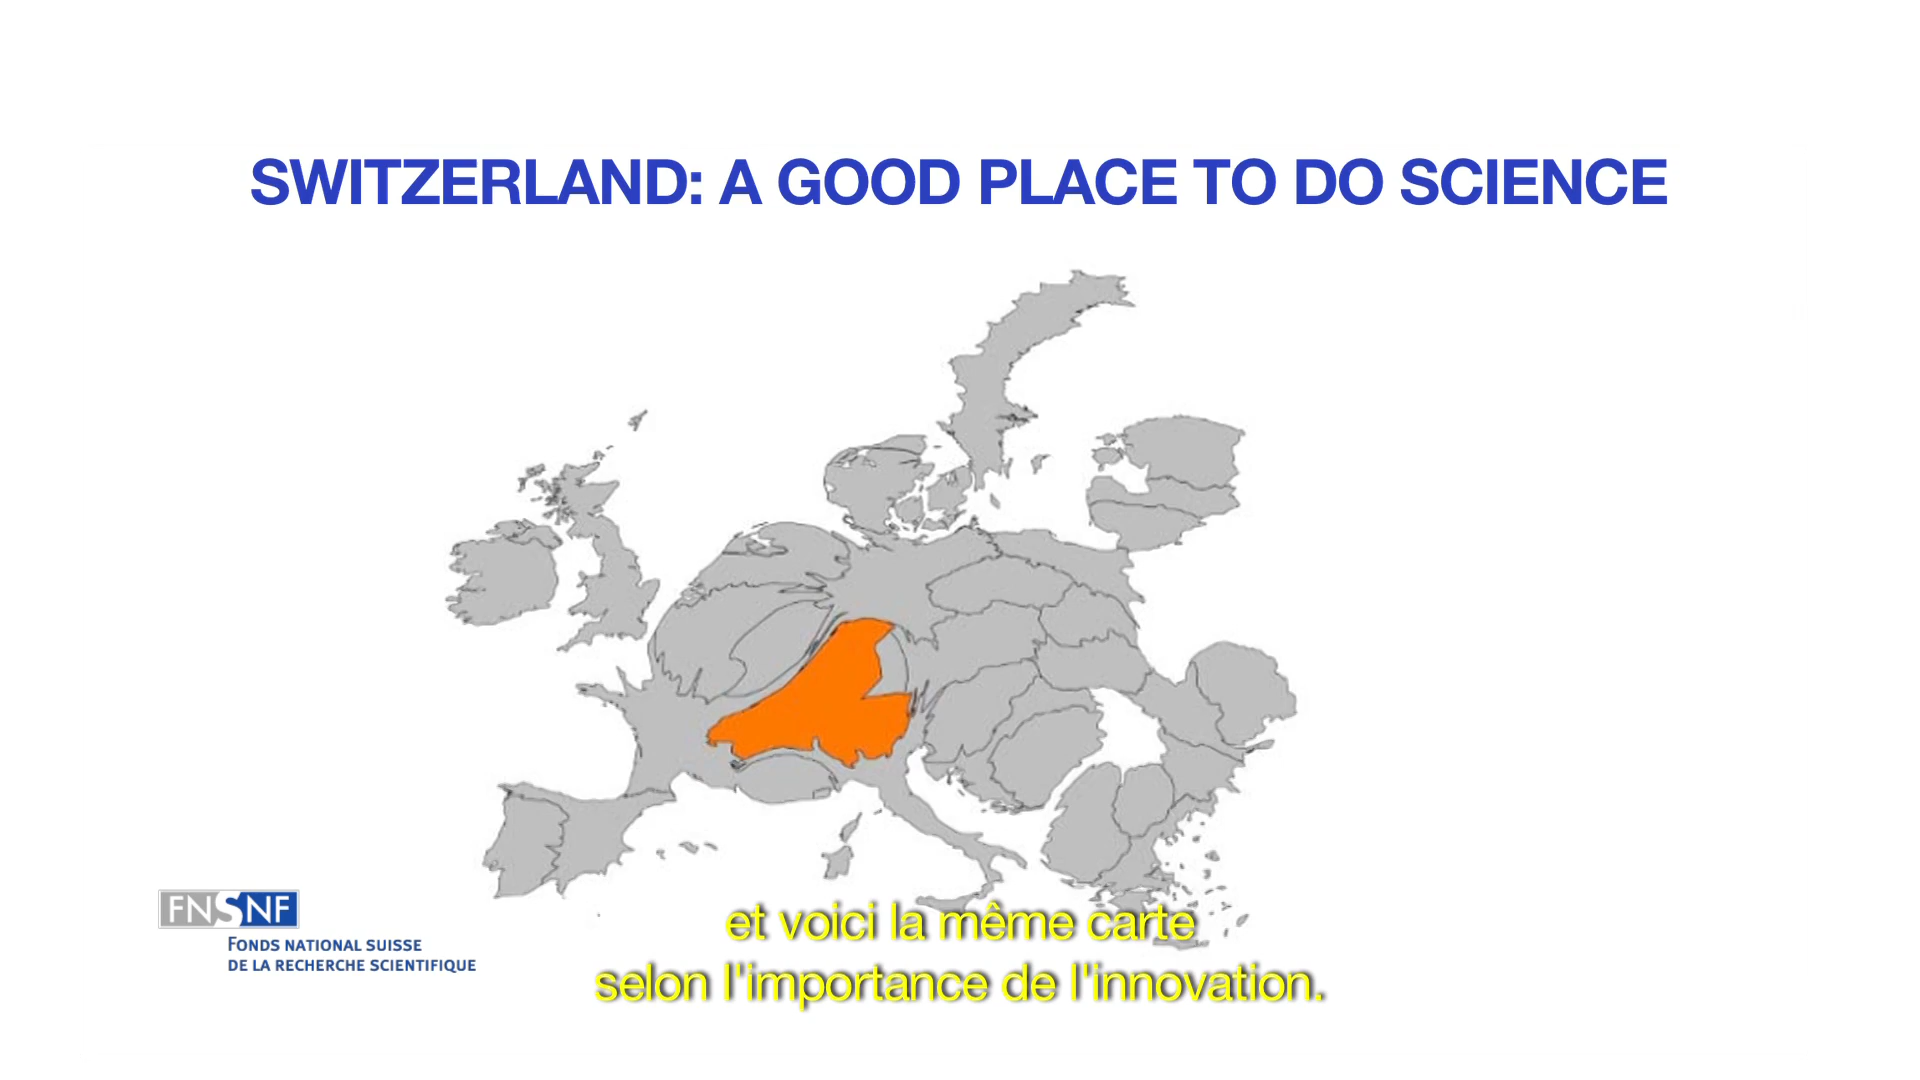 SWITZERLAND: A GOOD PLACE TO DO SCIENCE
FNSNF
FONDS NATIONAL SUISSE
DE LA RECHERCHE SCIENTIFIQUE
et voici la même carte
selon l'importance de l'innovation.